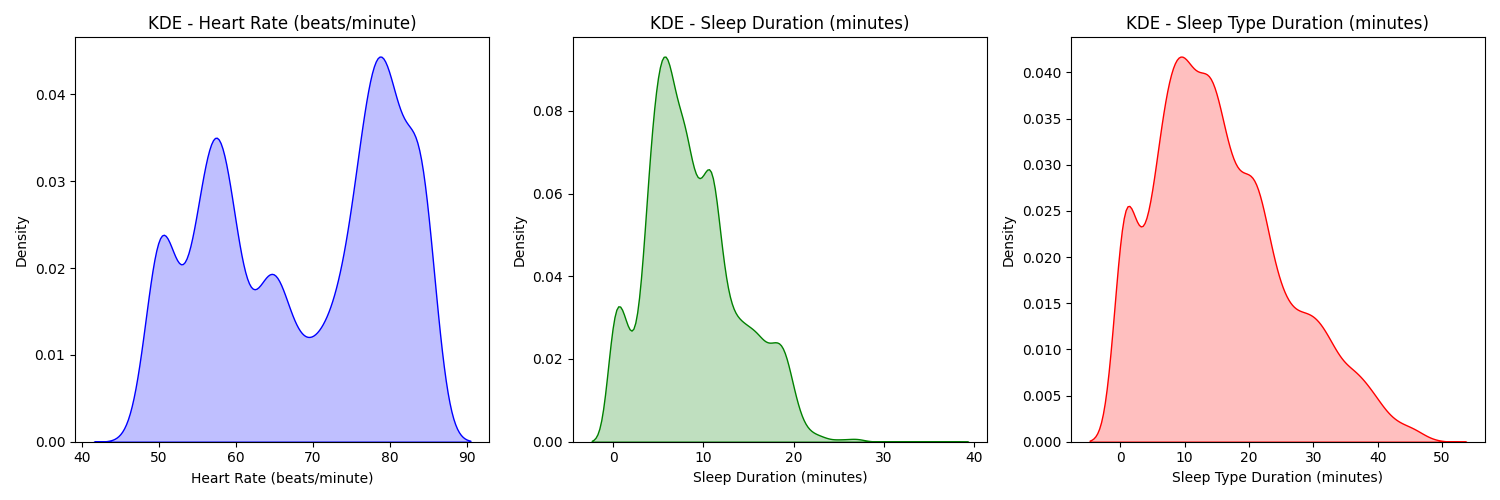 KDE - Heart Rate (beats/minute)
Density
0.04
0.03
0.02
0.01
0.00
40 50 60 70 80 90
Heart Rate (beats/minute)
KDE - Sleep Duration (minutes)
Density
0.08
0.06
0.04
0.02
0.00
0 10 20 30 40
Sleep Duration (minutes)
KDE - Sleep Type Duration (minutes)
Density
0.040
0.035
0.030
0.025
0.020
0.015
0.010
0.005
0.000
0 10 20 30 40 50
Sleep Type Duration (minutes)